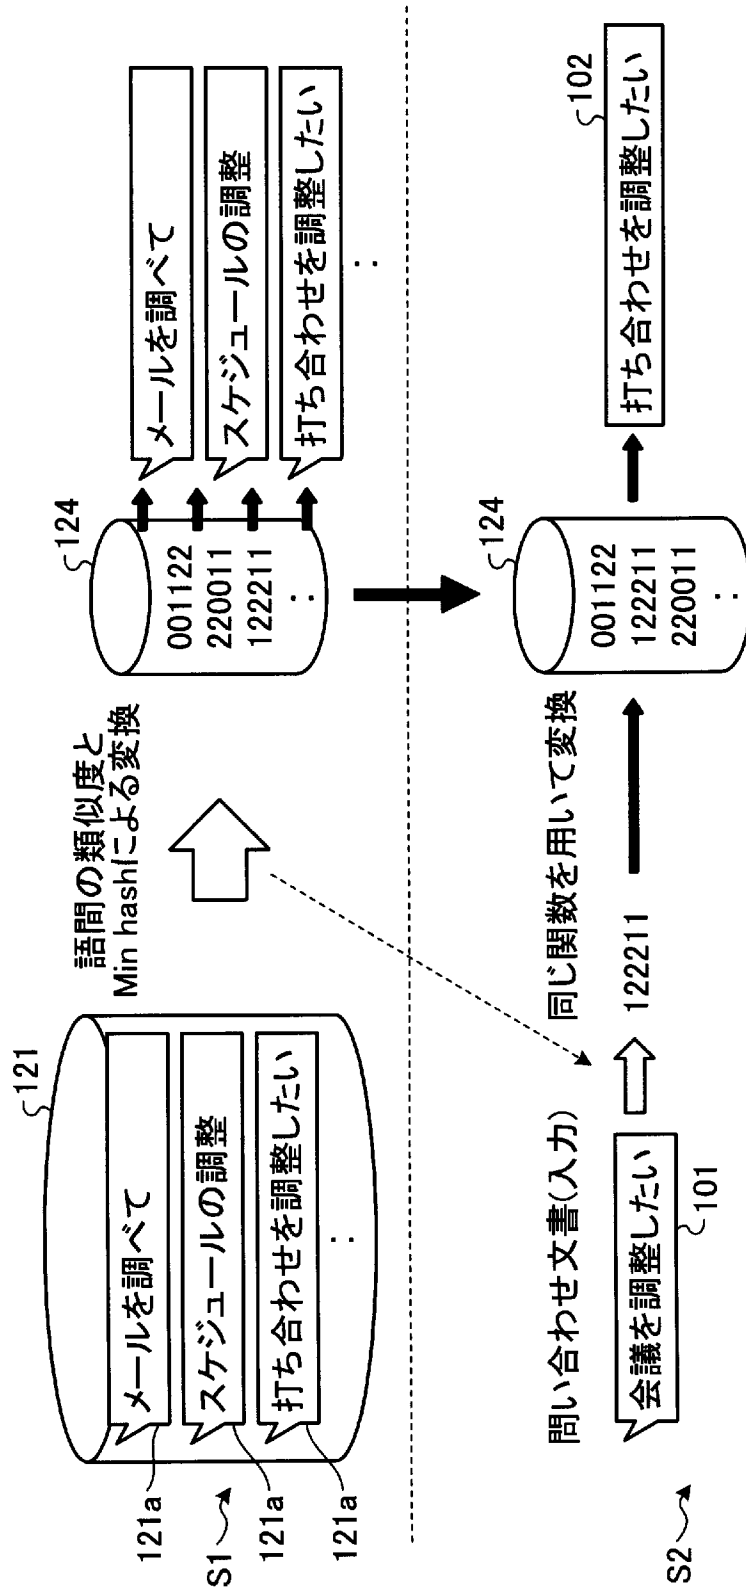 121
メールを調べて
スケジュールの調整
打ち合わせを調整したい
:
121a
121a
121a
S1
語間の類似度と
Min hashによる変換
124
001122
220011
122211
:
メールを調べて
スケジュールの調整
打ち合わせを調整したい
:
問い合わせ文書(入力)
会議を調整したい
101
S2
同じ関数を用いて変換
122211
124
001122
122211
220011
:
打ち合わせを調整したい
102